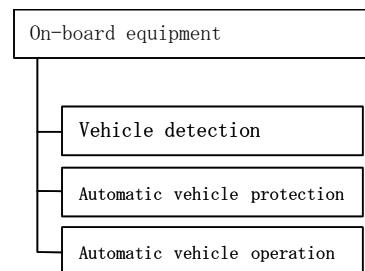 On-board equipment
Vehicle detection
Automatic vehicle protection
Automatic vehicle operation